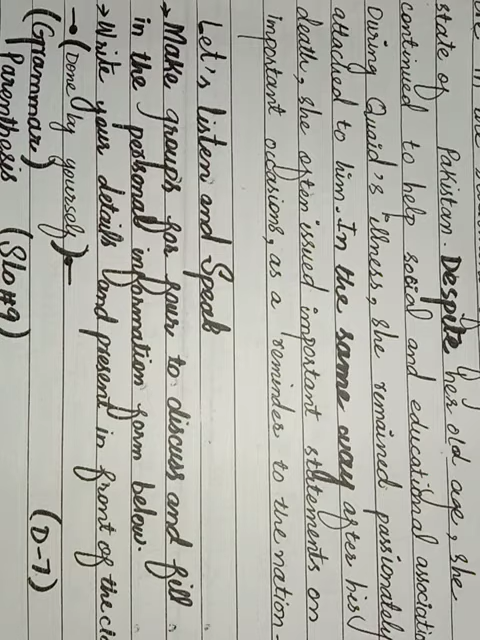 state of Pakistan. Despite her old age, she
continued to help social and educational associati
During Quaid's illness, she remained passionately
attached to him. In the same way after his
death, she often issued important statements on
important occasions, as a reminder to the nation.
Let's listen and Speak
→ Make groups for four to discuss and fill
in the personal information form below.
→ Write your details and present in front of the cla
(Done by yourself)
(Grammar) (D-7)
Parenthesis (Slo#9)